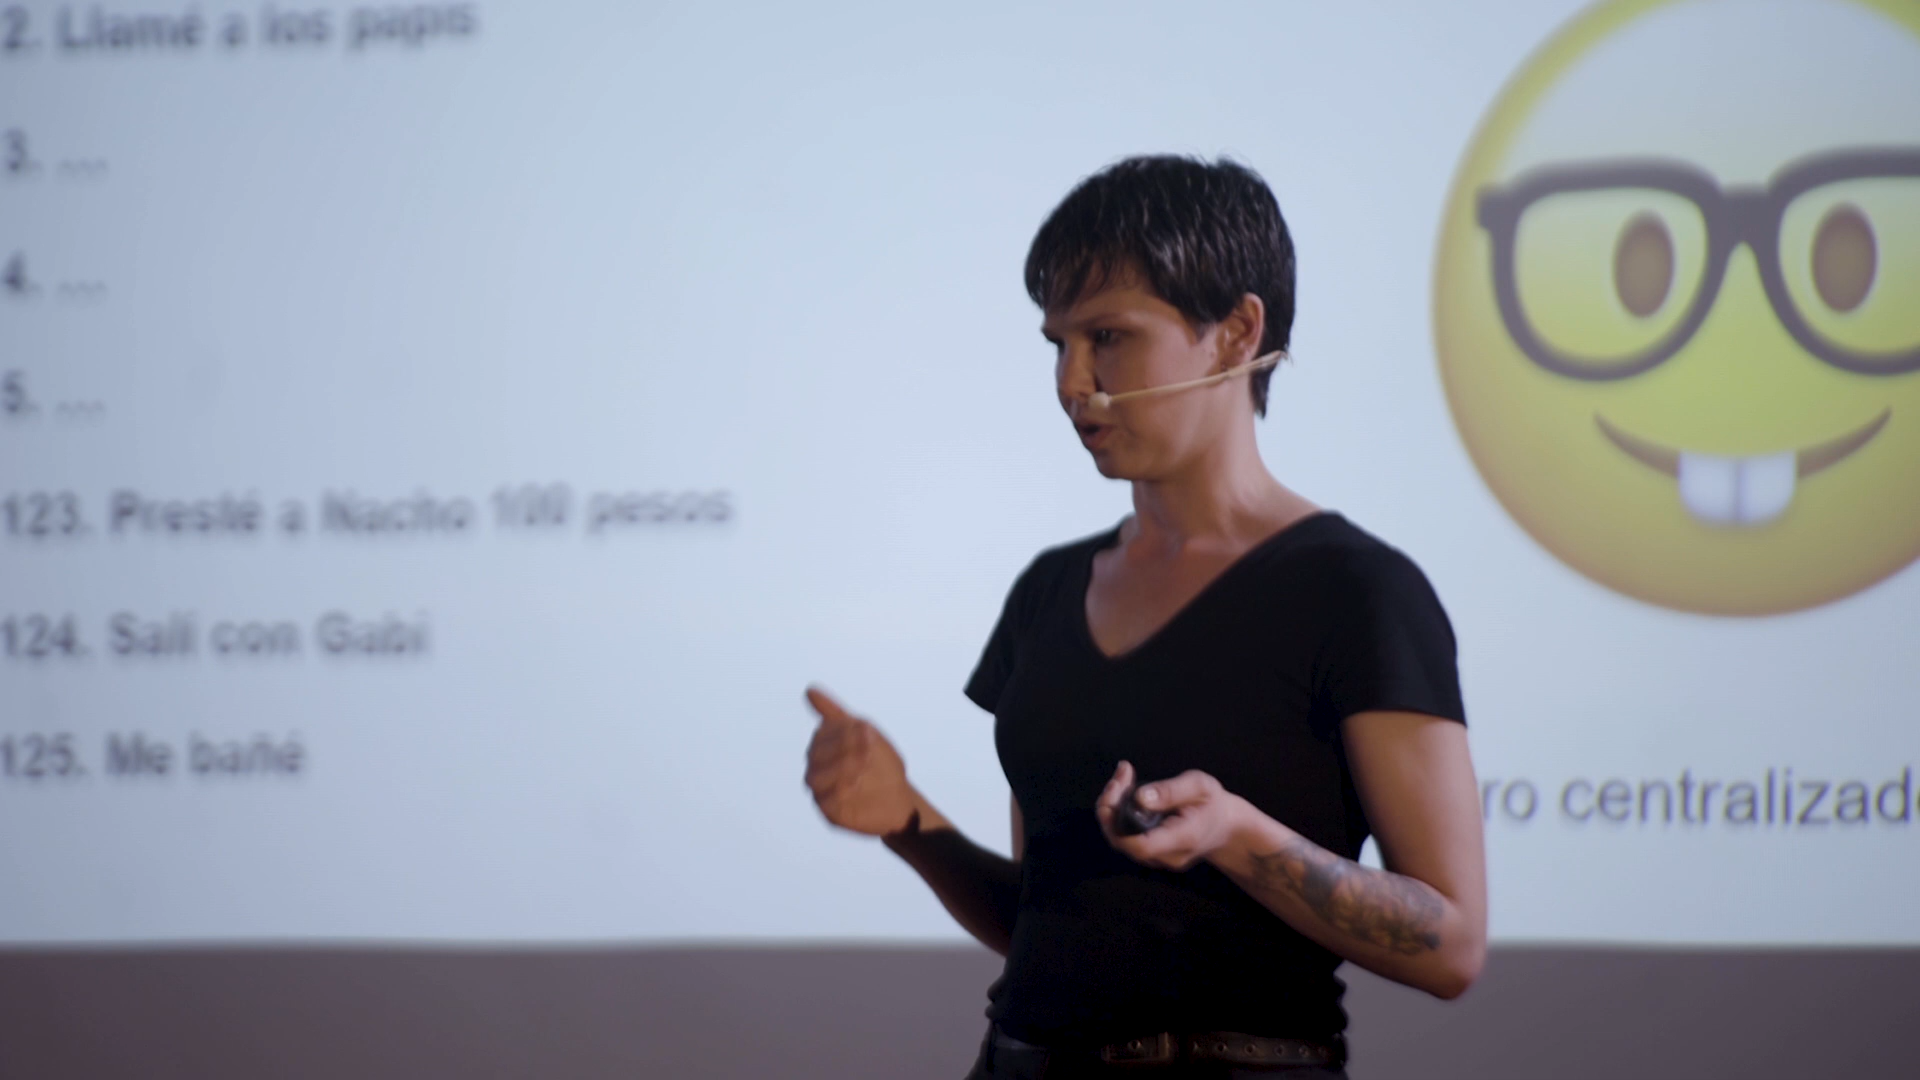 2. Llamé a los papis
3. ...
4. ...
5. ...
123. Presté a Nacho 100 pesos
124. Salí con Gabi
125. Me bañé
ro centralizado